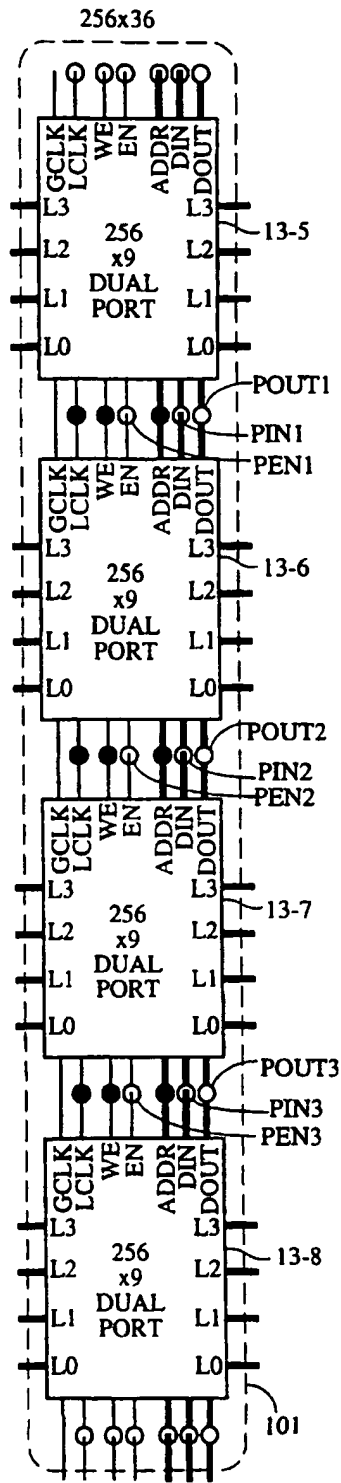 256x36
GCLK LCLK WE EN ADDR DIN DOUT
L3 L3
13-5
L2 256 L2
x9
DUAL
L1 PORT L1
L0 L0
POUT1
PIN1
PEN1
GCLK LCLK WE EN ADDR DIN DOUT
L3 L3
13-6
L2 256 L2
x9
DUAL
L1 PORT L1
L0 L0
POUT2
PIN2
PEN2
GCLK LCLK WE EN ADDR DIN DOUT
L3 L3
13-7
L2 256 L2
x9
DUAL
L1 PORT L1
L0 L0
POUT3
PIN3
PEN3
GCLK LCLK WE EN ADDR DIN DOUT
L3 L3
13-8
L2 256 L2
x9
DUAL
L1 PORT L1
L0 L0
101